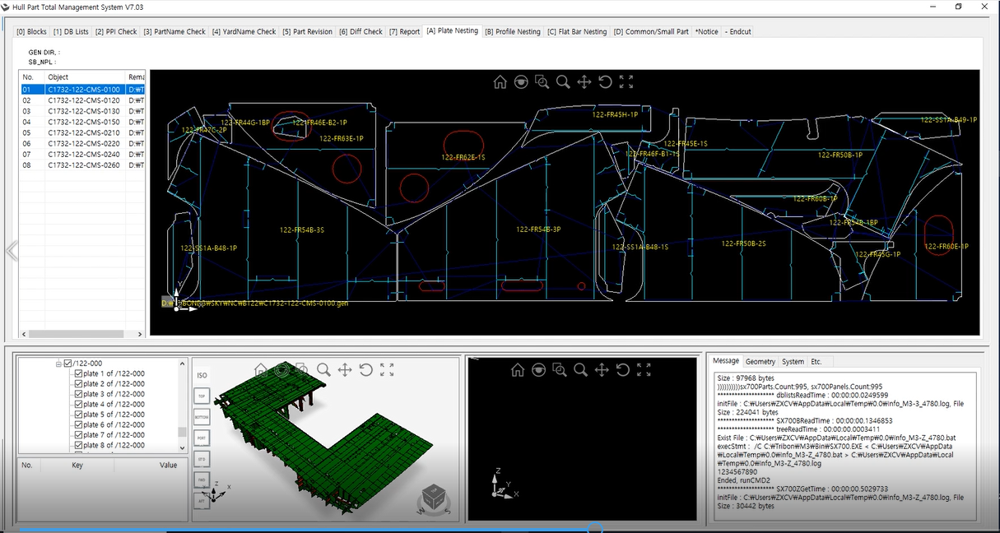 Hull Part Total Management System V7.03
[0] Blocks [1] DB Lists [2] PPI Check [3] PartName Check [4] YardName Check [5] Part Revision [6] Diff Check [7] Report [A] Plate Nesting [B] Profile Nesting [C] Flat Bar Nesting [D] Common/Small Part *Notice - Endcut
GEN DIR, :
SB_NPL :
No. Object Rema
01 C1732-122-CMS-0100 D:₩T
02 C1732-122-CMS-0120 D:₩T
03 C1732-122-CMS-0130 D:₩T
04 C1732-122-CMS-0150 D:₩T
05 C1732-122-CMS-0210 D:₩T
06 C1732-122-CMS-0220 D:₩T
07 C1732-122-CMS-0240 D:₩T
08 C1732-122-CMS-0260 D:₩T
122-FR47C-2P
122-FR44G-1BP
122-FR46E-B2-1P
122-FR63E-1P
122-FR62E-1S
122-FR45H-1P
122-FR45E-1S
122-FR46F-B1-1S
122-FR50B-1P
122-SS1A-B49-1P
122-FR60B-1P
122-FR54B-1BP
122-FR54B-3S
122-FR54B-3P
122-SS1A-B48-1P
122-SS1A-B48-1S
122-FR50B-2S
122-FR45G-1P
122-FR60E-1P
Y
X
₩SKY₩NC₩B122₩C1732-122-CMS-0100.gen
/122-000
plate 1 of /122-000
plate 2 of /122-000
plate 3 of /122-000
plate 4 of /122-000
plate 5 of /122-000
plate 6 of /122-000
plate 7 of /122-000
plate 8 of /122-000
No. Key Value
ISO
TOP
BOTTOM
PORT
STB
FWD
AFT
Z
X
TOP
W
S
Z
Y
X
Message Geometry System Etc.
Size : 97968 bytes
))))))))))sx700Parts.Count:995, sx700Panels.Count:995
******************** dblistsReadTime : 00:00:00.0249599
initFile : C:₩Users₩ZXCV₩AppData₩Local₩Temp₩0.0₩Info_M3-3_4780.log, File
Size : 224041 bytes
******************** SX700BReadTime : 00:00:00.1346853
******************** treeReadTime : 00:00:00.0003411
Exist File : C:₩Users₩ZXCV₩AppData₩Local₩Temp₩0.0₩Info_M3-Z_4780.bat
execStmt : /C C:₩Tribon₩M3₩Bin₩SX700.EXE < C:₩Users₩ZXCV₩AppData
₩Local₩Temp₩0.0₩Info_M3-Z_4780.bat > C:₩Users₩ZXCV₩AppData₩Local
₩Temp₩0.0₩Info_M3-Z_4780.log
1234567890
Ended, runCMD2
******************** SX700ZGetTime : 00:00:00.5029733
initFile : C:₩Users₩ZXCV₩AppData₩Local₩Temp₩0.0₩Info_M3-Z_4780.log, File
Size : 30442 bytes